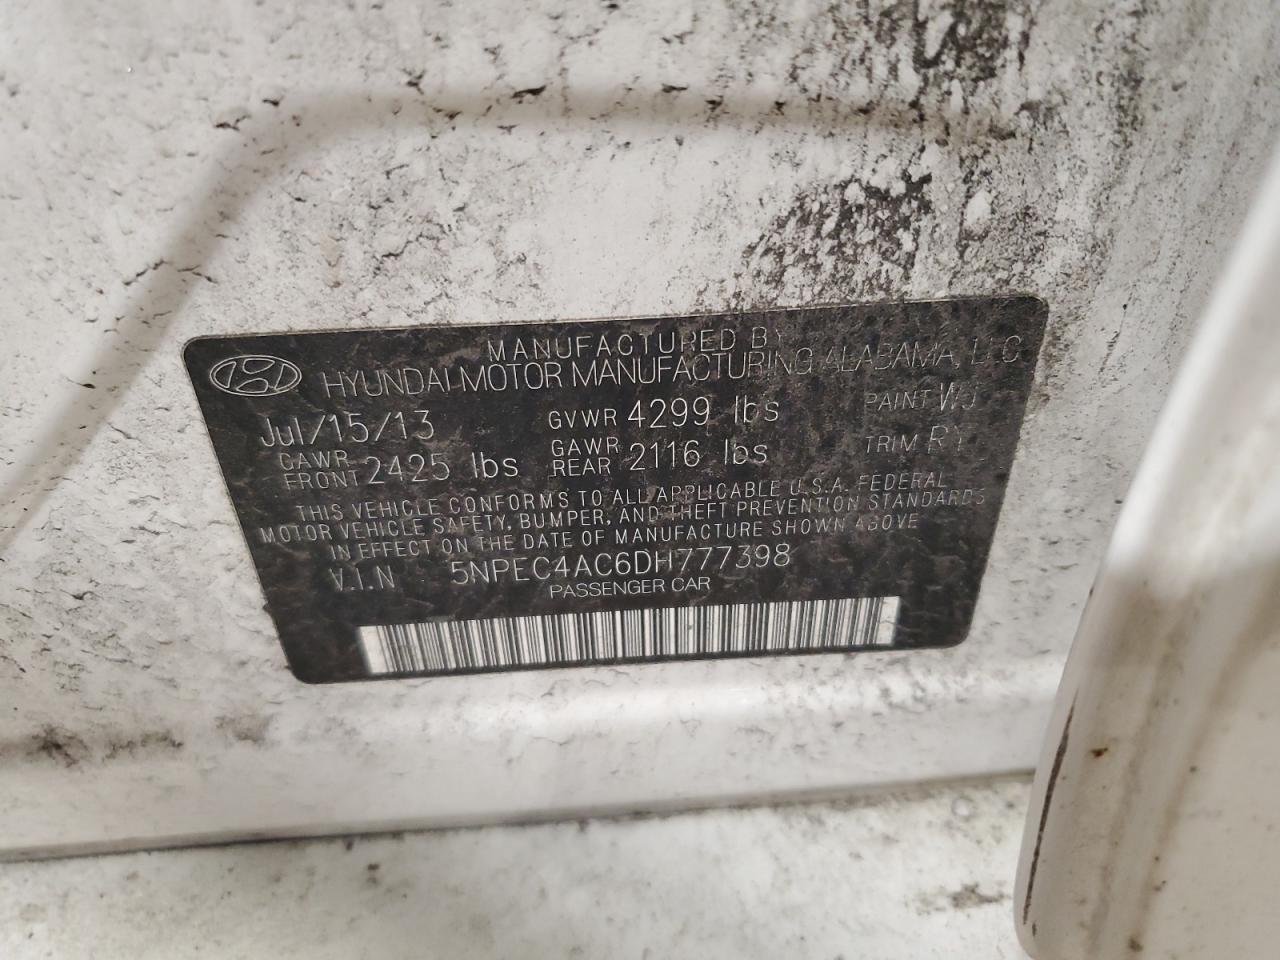 MANUFACTURED BY
HYUNDAI MOTOR MANUFACTURING ALABAMA, LLC
Jul/15/13 GVWR 4299 lbs PAINT WJ
GAWR FRONT 2425 lbs GAWR REAR 2116 lbs TRIM RY
THIS VEHICLE CONFORMS TO ALL APPLICABLE U.S.A. FEDERAL
MOTOR VEHICLE SAFETY, BUMPER, AND THEFT PREVENTION STANDARDS
IN EFFECT ON THE DATE OF MANUFACTURE SHOWN ABOVE
V.I.N 5NPEC4AC6DH777398
PASSENGER CAR